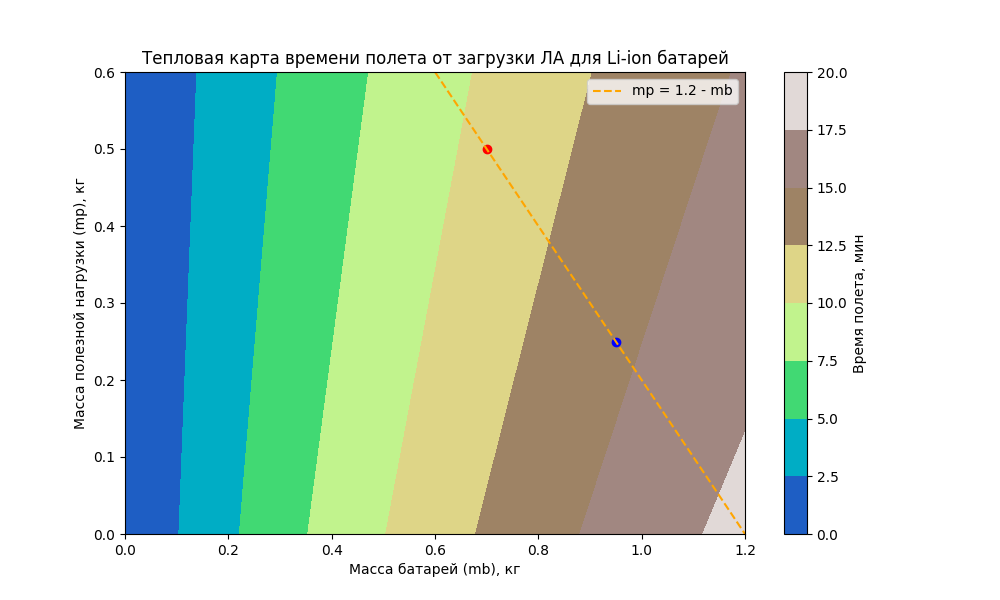 Тепловая карта времени полета от загрузки ЛА для Li-ion батарей
mp = 1.2 - mb
Масса полезной нагрузки (mp), кг
0.6
0.5
0.4
0.3
0.2
0.1
0.0
0.0 0.2 0.4 0.6 0.8 1.0 1.2
Масса батарей (mb), кг
20.0
17.5
15.0
12.5
10.0
7.5
5.0
2.5
0.0
Время полета, мин